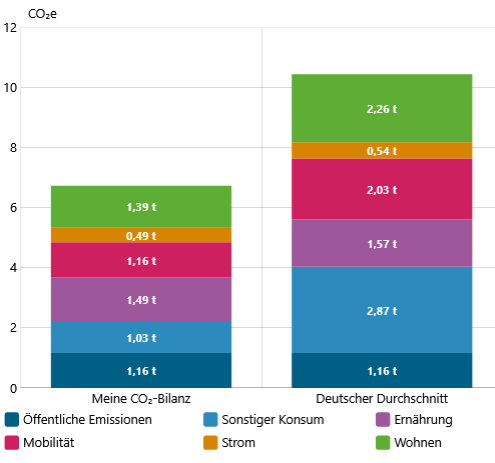 CO₂e
12
10
8
6
4
2
0
1,39 t
0,49 t
1,16 t
1,49 t
1,03 t
1,16 t
2,26 t
0,54 t
2,03 t
1,57 t
2,87 t
1,16 t
Meine CO₂-Bilanz
Deutscher Durchschnitt
Öffentliche Emissionen
Sonstiger Konsum
Ernährung
Mobilität
Strom
Wohnen